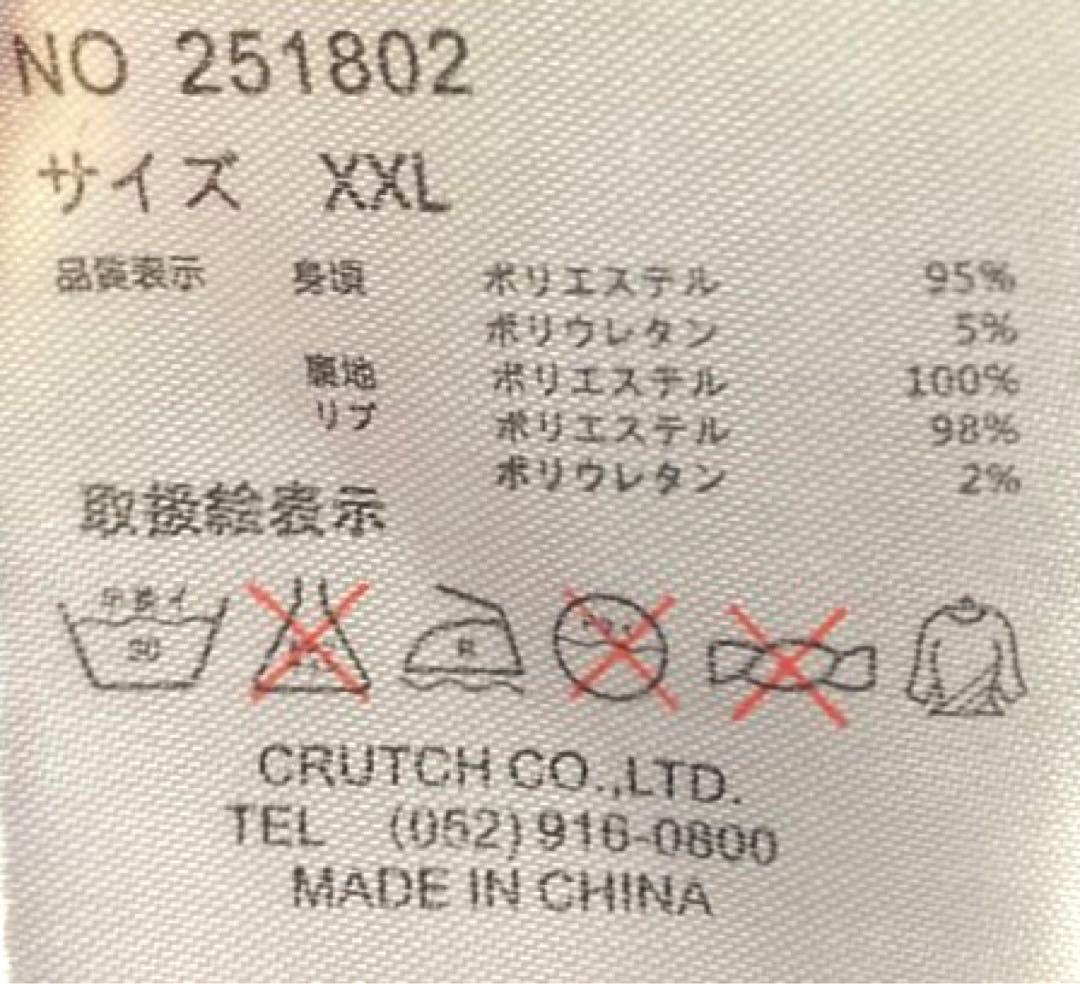 NO 251802
サイズ XXL
品質表示 身頃 ポリエステル 95%
ポリウレタン 5%
裏地 ポリエステル 100%
リブ ポリエステル 98%
ポリウレタン 2%
取扱絵表示
30
CRUTCH CO.,LTD.
TEL (052) 916-0800
MADE IN CHINA